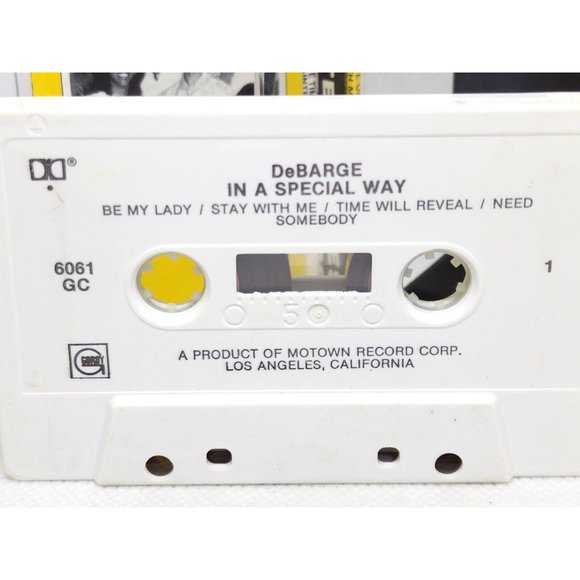 DeBARGE
IN A SPECIAL WAY
BE MY LADY / STAY WITH ME / TIME WILL REVEAL / NEED
SOMEBODY
6061
GC
1
50
GORDY
A PRODUCT OF MOTOWN RECORD CORP.
LOS ANGELES, CALIFORNIA